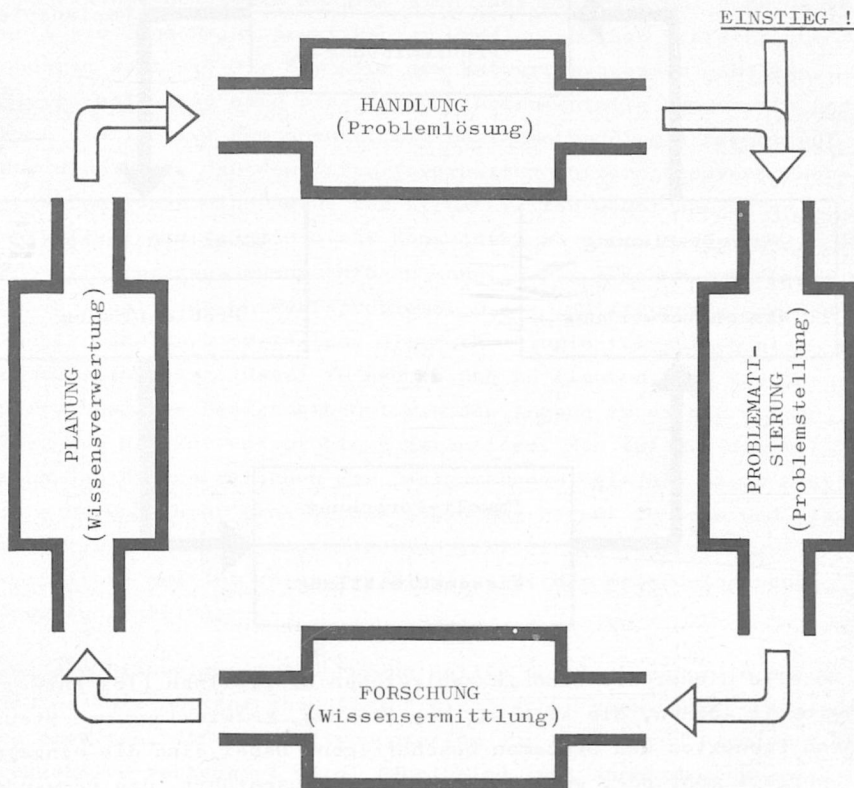 EINSTIEG !
HANDLUNG
(Problemlösung)
PROBLEMATI-
SIERUNG
(Problemstellung)
FORSCHUNG
(Wissensermittlung)
PLANUNG
(Wissensverwertung)